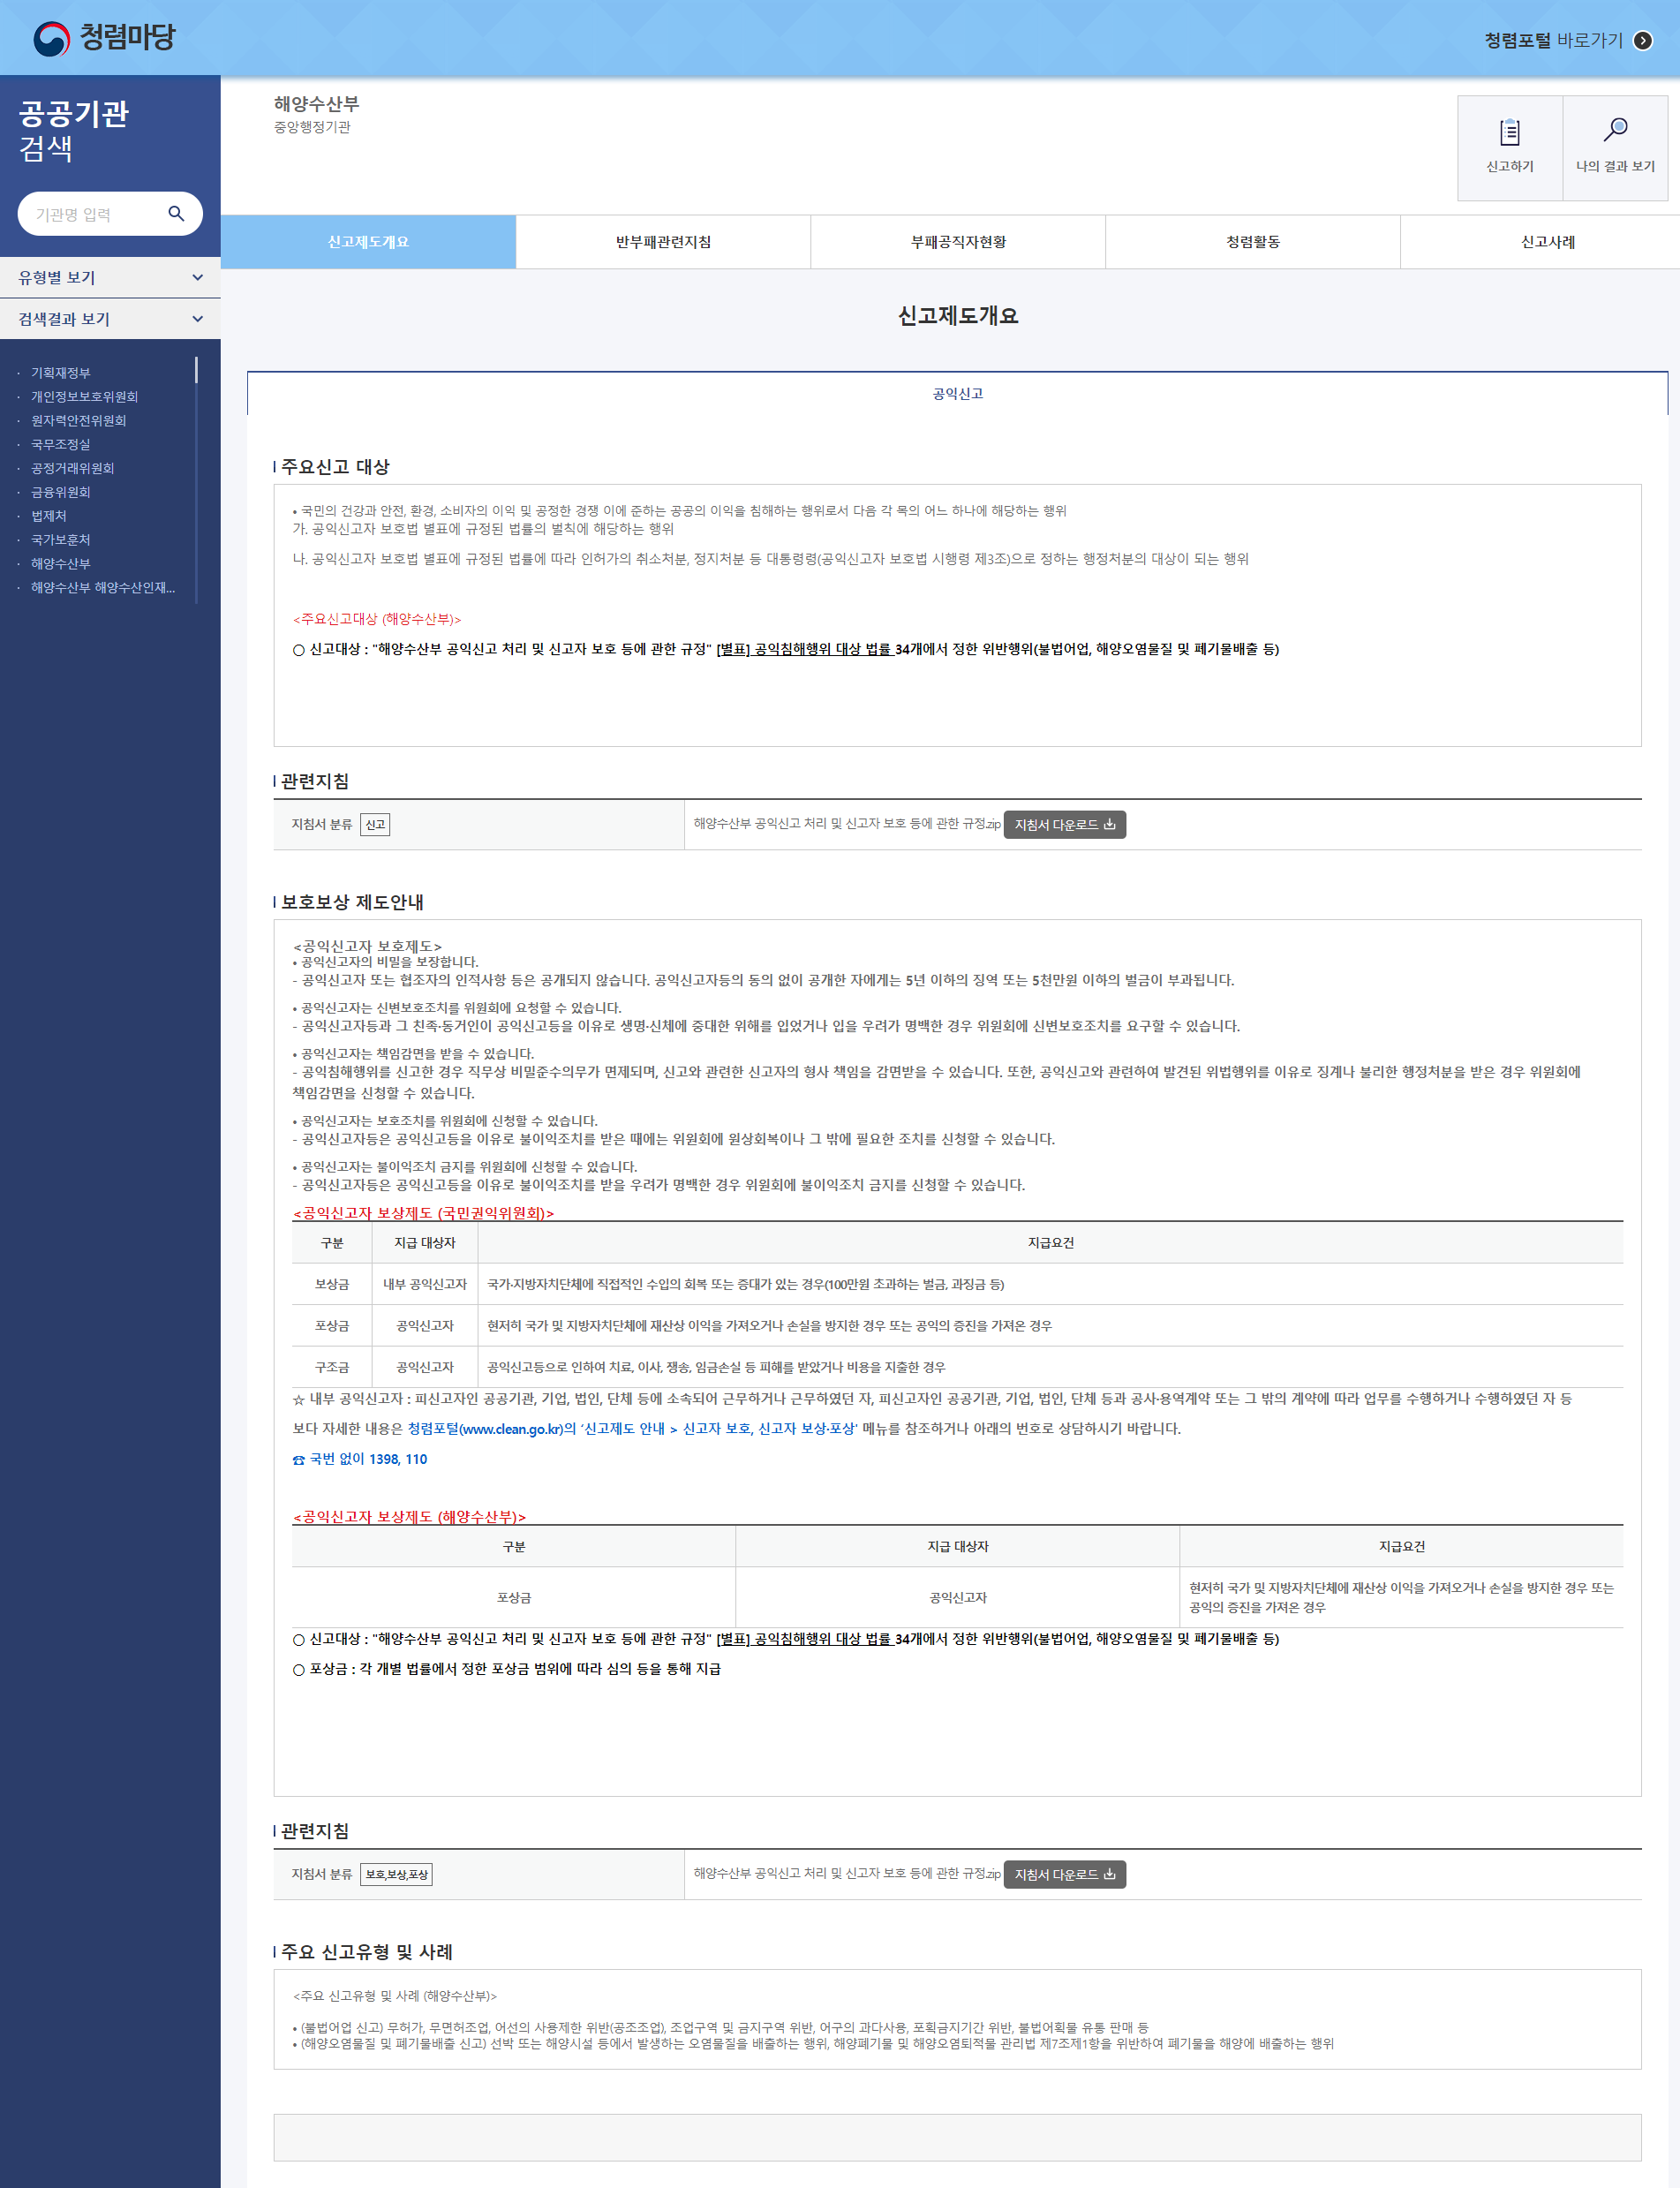 청렴마당
청렴포털 바로가기
공공기관
검색
기관명 입력
유형별 보기
검색결과 보기
· 기획재정부
· 개인정보보호위원회
· 원자력안전위원회
· 국무조정실
· 공정거래위원회
· 금융위원회
· 법제처
· 국가보훈처
· 해양수산부
· 해양수산부 해양수산인재...
해양수산부
중앙행정기관
신고하기
나의 결과 보기
신고제도개요
반부패관련지침
부패공직자현황
청렴활동
신고사례
신고제도개요
공익신고
주요신고 대상
• 국민의 건강과 안전, 환경, 소비자의 이익 및 공정한 경쟁 이에 준하는 공공의 이익을 침해하는 행위로서 다음 각 목의 어느 하나에 해당하는 행위
가. 공익신고자 보호법 별표에 규정된 법률의 벌칙에 해당하는 행위
나. 공익신고자 보호법 별표에 규정된 법률에 따라 인허가의 취소처분, 정지처분 등 대통령령(공익신고자 보호법 시행령 제3조)으로 정하는 행정처분의 대상이 되는 행위
<주요신고대상 (해양수산부)>
○ 신고대상 : "해양수산부 공익신고 처리 및 신고자 보호 등에 관한 규정" [별표] 공익침해행위 대상 법률 34개에서 정한 위반행위(불법어업, 해양오염물질 및 폐기물배출 등)
관련지침
지침서 분류 신고
해양수산부 공익신고 처리 및 신고자 보호 등에 관한 규정.zip 지침서 다운로드
보호보상 제도안내
<공익신고자 보호제도>
• 공익신고자의 비밀을 보장합니다.
- 공익신고자 또는 협조자의 인적사항 등은 공개되지 않습니다. 공익신고자등의 동의 없이 공개한 자에게는 5년 이하의 징역 또는 5천만원 이하의 벌금이 부과됩니다.
• 공익신고자는 신변보호조치를 위원회에 요청할 수 있습니다.
- 공익신고자등과 그 친족·동거인이 공익신고등을 이유로 생명·신체에 중대한 위해를 입었거나 입을 우려가 명백한 경우 위원회에 신변보호조치를 요구할 수 있습니다.
• 공익신고자는 책임감면을 받을 수 있습니다.
- 공익침해행위를 신고한 경우 직무상 비밀준수의무가 면제되며, 신고와 관련한 신고자의 형사 책임을 감면받을 수 있습니다. 또한, 공익신고와 관련하여 발견된 위법행위를 이유로 징계나 불리한 행정처분을 받은 경우 위원회에
책임감면을 신청할 수 있습니다.
• 공익신고자는 보호조치를 위원회에 신청할 수 있습니다.
- 공익신고자등은 공익신고등을 이유로 불이익조치를 받은 때에는 위원회에 원상회복이나 그 밖에 필요한 조치를 신청할 수 있습니다.
• 공익신고자는 불이익조치 금지를 위원회에 신청할 수 있습니다.
- 공익신고자등은 공익신고등을 이유로 불이익조치를 받을 우려가 명백한 경우 위원회에 불이익조치 금지를 신청할 수 있습니다.
<공익신고자 보상제도 (국민권익위원회)>
구분 지급 대상자 지급요건
보상금 내부 공익신고자 국가·지방자치단체에 직접적인 수입의 회복 또는 증대가 있는 경우(100만원 초과하는 벌금, 과징금 등)
포상금 공익신고자 현저히 국가 및 지방자치단체에 재산상 이익을 가져오거나 손실을 방지한 경우 또는 공익의 증진을 가져온 경우
구조금 공익신고자 공익신고등으로 인하여 치료, 이사, 쟁송, 임금손실 등 피해를 받았거나 비용을 지출한 경우
☆ 내부 공익신고자 : 피신고자인 공공기관, 기업, 법인, 단체 등에 소속되어 근무하거나 근무하였던 자, 피신고자인 공공기관, 기업, 법인, 단체 등과 공사·용역계약 또는 그 밖의 계약에 따라 업무를 수행하거나 수행하였던 자 등
보다 자세한 내용은 청렴포털(www.clean.go.kr)의 '신고제도 안내 > 신고자 보호, 신고자 보상·포상' 메뉴를 참조하거나 아래의 번호로 상담하시기 바랍니다.
☎ 국번 없이 1398, 110
<공익신고자 보상제도 (해양수산부)>
구분 지급 대상자 지급요건
포상금 공익신고자 현저히 국가 및 지방자치단체에 재산상 이익을 가져오거나 손실을 방지한 경우 또는
공익의 증진을 가져온 경우
○ 신고대상 : "해양수산부 공익신고 처리 및 신고자 보호 등에 관한 규정" [별표] 공익침해행위 대상 법률 34개에서 정한 위반행위(불법어업, 해양오염물질 및 폐기물배출 등)
○ 포상금 : 각 개별 법률에서 정한 포상금 범위에 따라 심의 등을 통해 지급
관련지침
지침서 분류 보호,보상,포상
해양수산부 공익신고 처리 및 신고자 보호 등에 관한 규정.zip 지침서 다운로드
주요 신고유형 및 사례
<주요 신고유형 및 사례 (해양수산부)>
• (불법어업 신고) 무허가, 무면허조업, 어선의 사용제한 위반(공조조업), 조업구역 및 금지구역 위반, 어구의 과다사용, 포획금지기간 위반, 불법어획물 유통 판매 등
• (해양오염물질 및 폐기물배출 신고) 선박 또는 해양시설 등에서 발생하는 오염물질을 배출하는 행위, 해양폐기물 및 해양오염퇴적물 관리법 제7조제1항을 위반하여 폐기물을 해양에 배출하는 행위